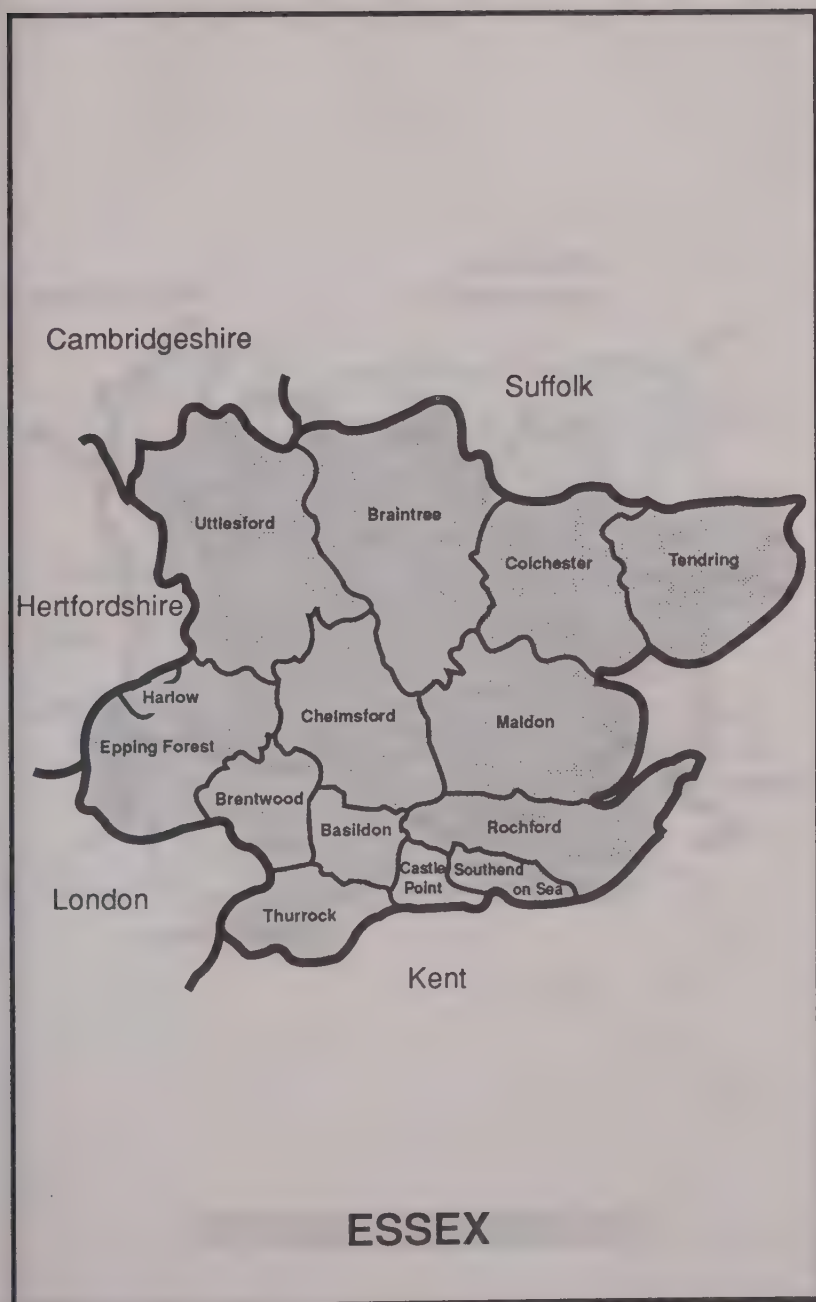 Cambridgeshire
Suffolk
Uttlesford
Braintree
Colchester
Tendring
Hertfordshire
Harlow
Chelmsford
Maldon
Epping Forest
Brentwood
Basildon
Rochford
Castle
Point
Southend
on Sea
London
Thurrock
Kent
ESSEX